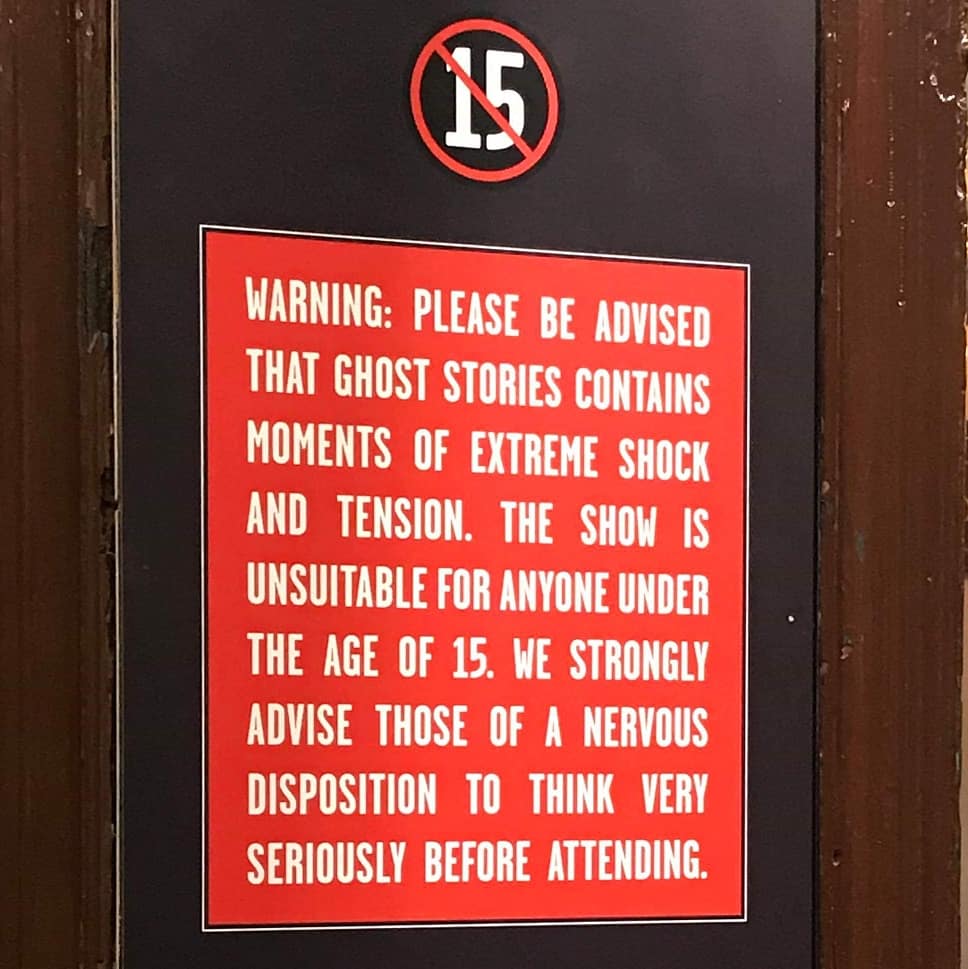 15
WARNING: PLEASE BE ADVISED
THAT GHOST STORIES CONTAINS
MOMENTS OF EXTREME SHOCK
AND TENSION. THE SHOW IS
UNSUITABLE FOR ANYONE UNDER
THE AGE OF 15. WE STRONGLY
ADVISE THOSE OF A NERVOUS
DISPOSITION TO THINK VERY
SERIOUSLY BEFORE ATTENDING.